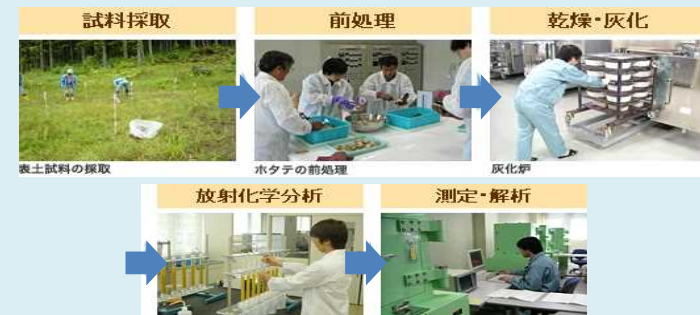 試料採取
前処理
乾燥・灰化
表土試料の採取
ホタテの前処理
灰化炉
放射化学分析
測定・解析